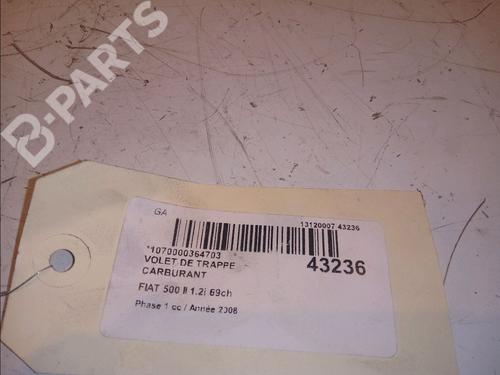 B-PARTS
GA
13120007 43236
*1070000364703
VOLET DE TRAPPE
CARBURANT
43236
FIAT 500 II 1.2i 69ch
Phase 1 cc / Année 2008